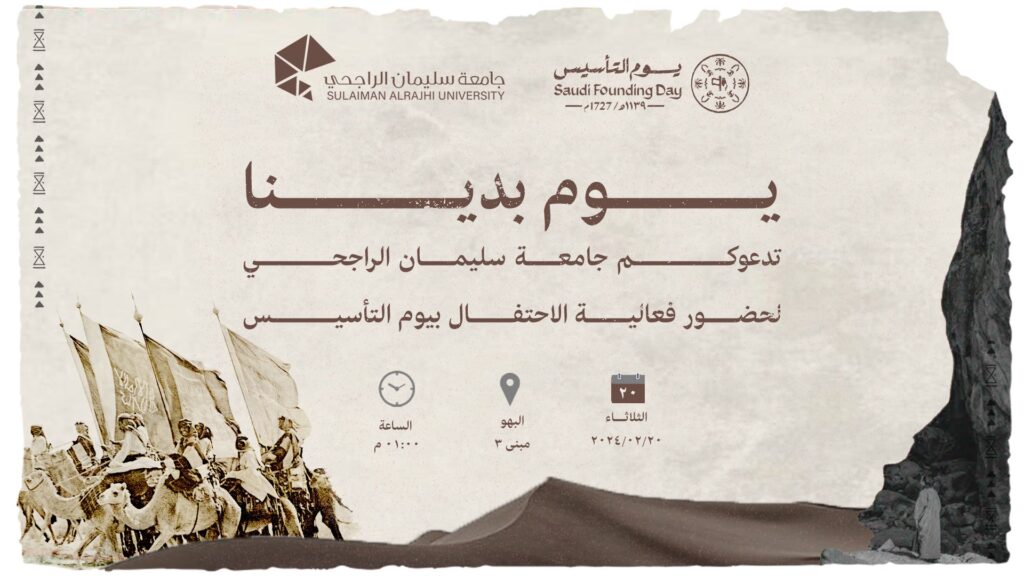 جامعة سليمان الراجحي
SULAIMAN ALRAJHI UNIVERSITY
يوم التأسيس
Saudi Founding Day
١١٣٩هـ/ 1727م
يوم بدينا
تدعوكم جامعة سليمان الراجحي
لحضور فعالية الاحتفال بيوم التأسيس
٢٠
الثلاثاء
٢٠٢٤/٠٢/٢٠
البهو
مبنى ٣
الساعة
٠١:٠٠ م